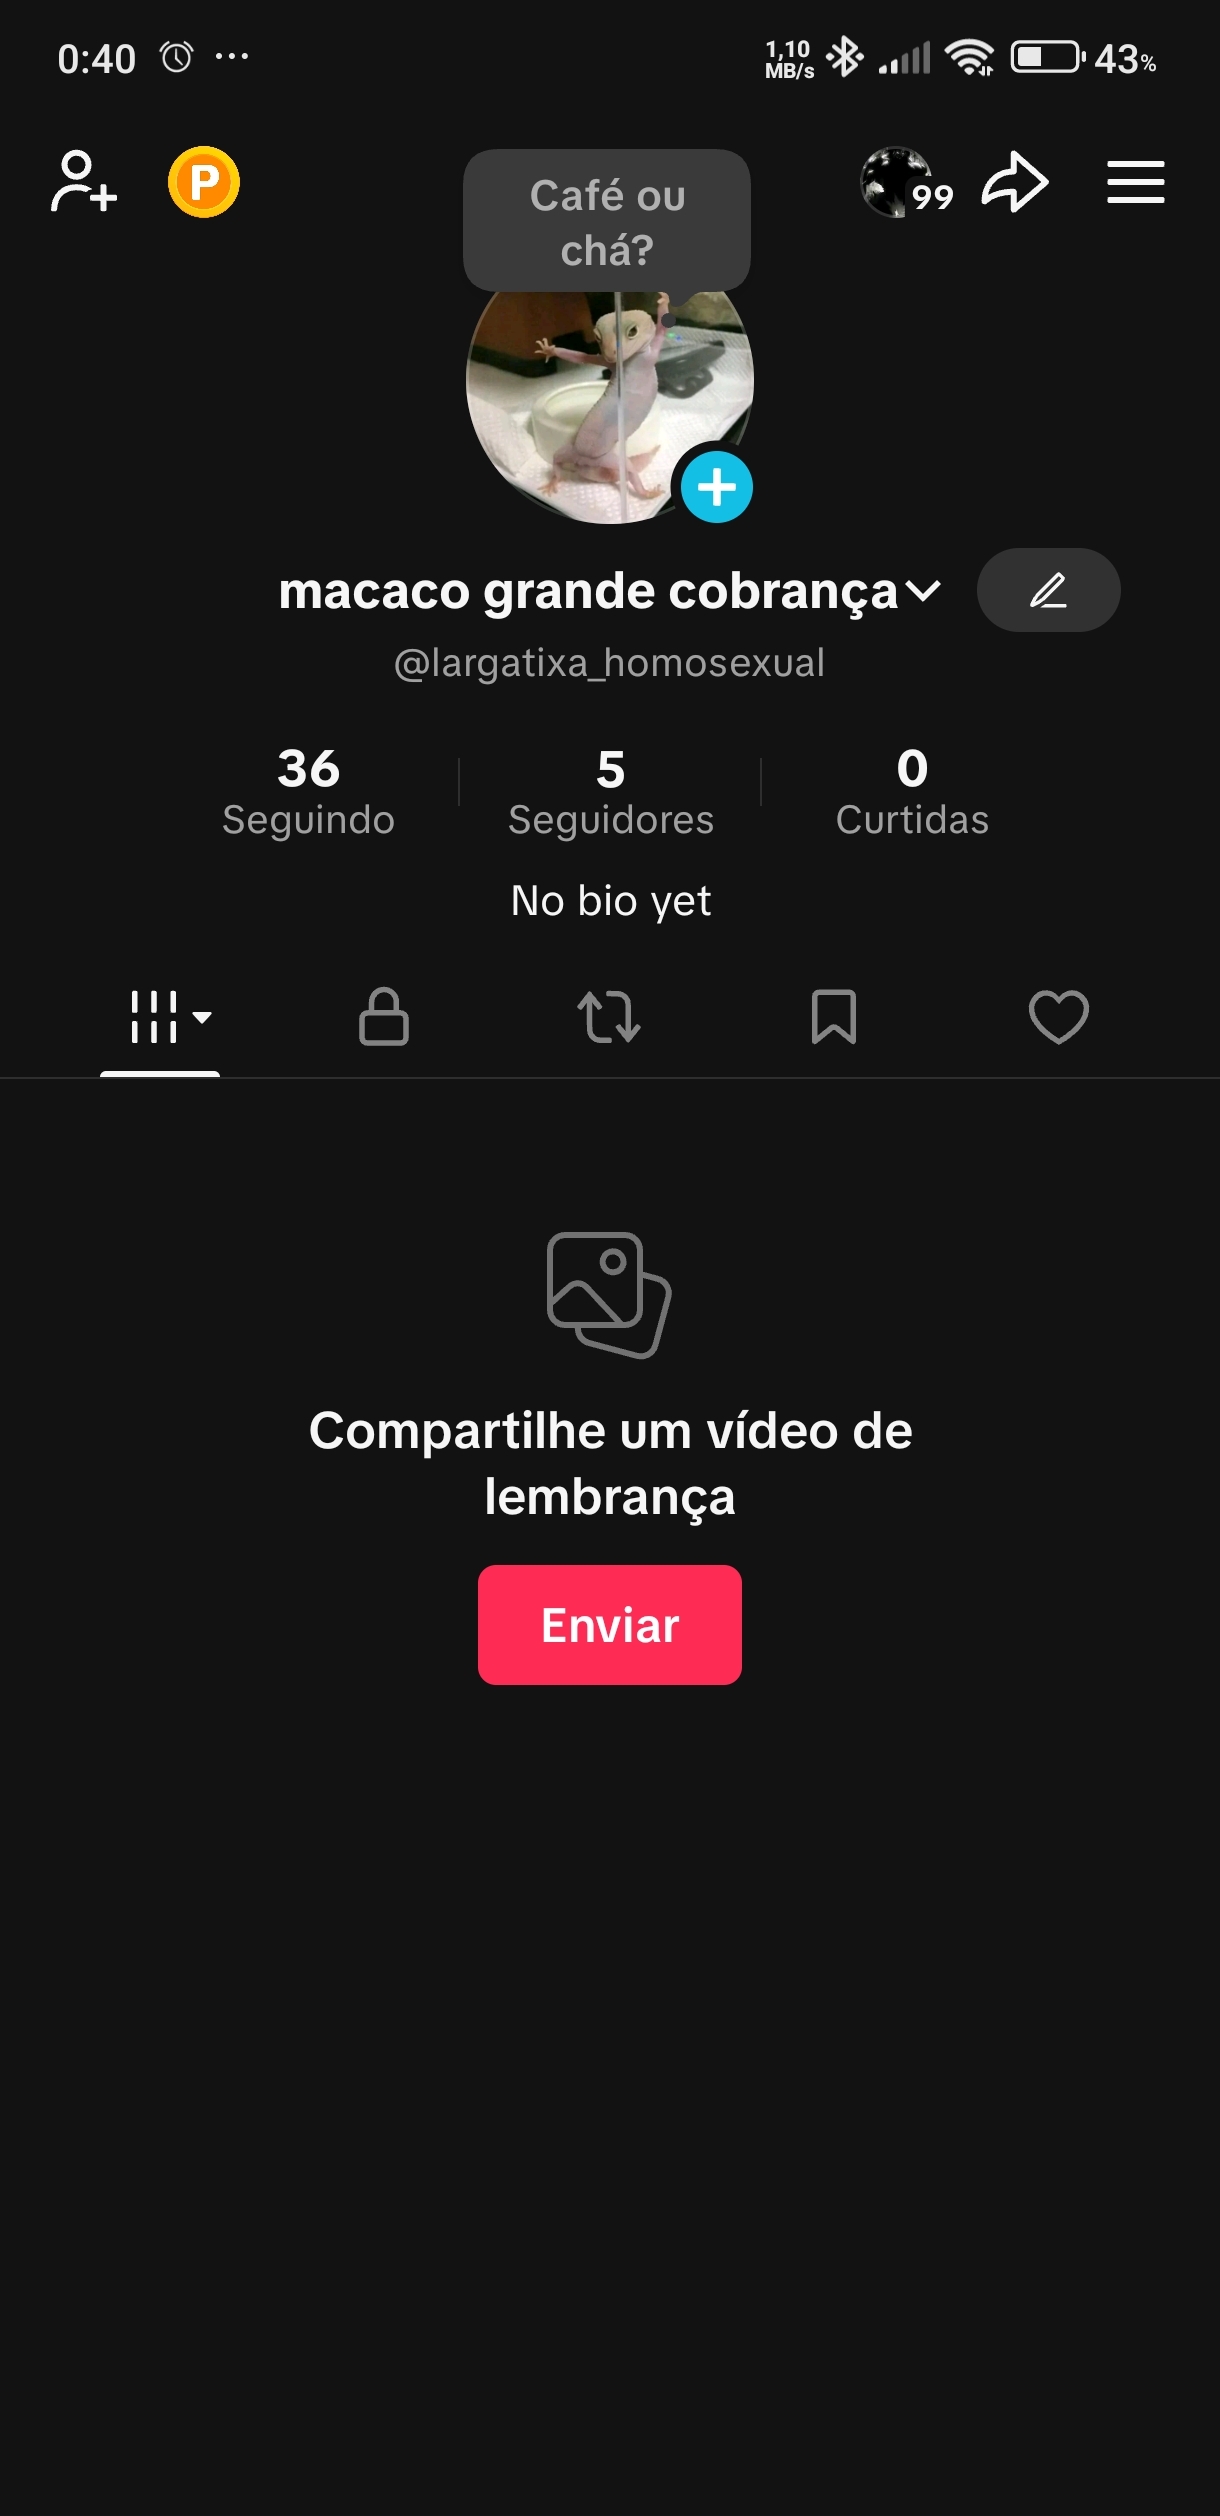 0:40
1,10
MB/s
43%
P
Café ou
chá?
99
macaco grande cobrança
@largatixa_homosexual
36
Seguindo
5
Seguidores
0
Curtidas
No bio yet
Compartilhe um vídeo de
lembrança
Enviar